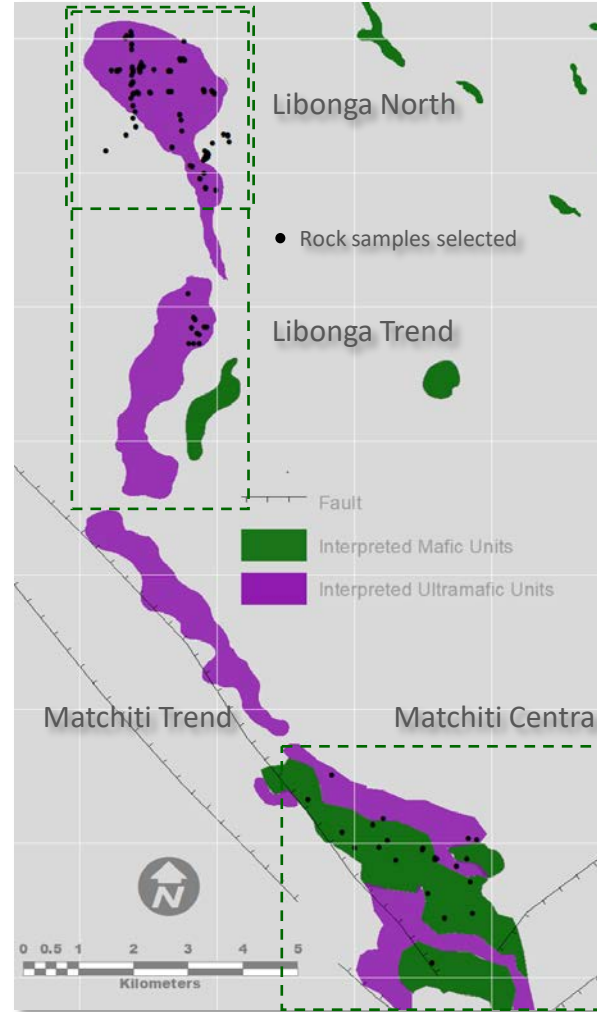 Libonga North
Rock samples selected
Libonga Trend
Fault
Interpreted Mafic Units
Interpreted Ultramafic Units
Matchiti Trend
Matchiti Centra
N
0 0.5 1 2 3 4 5
Kilometers